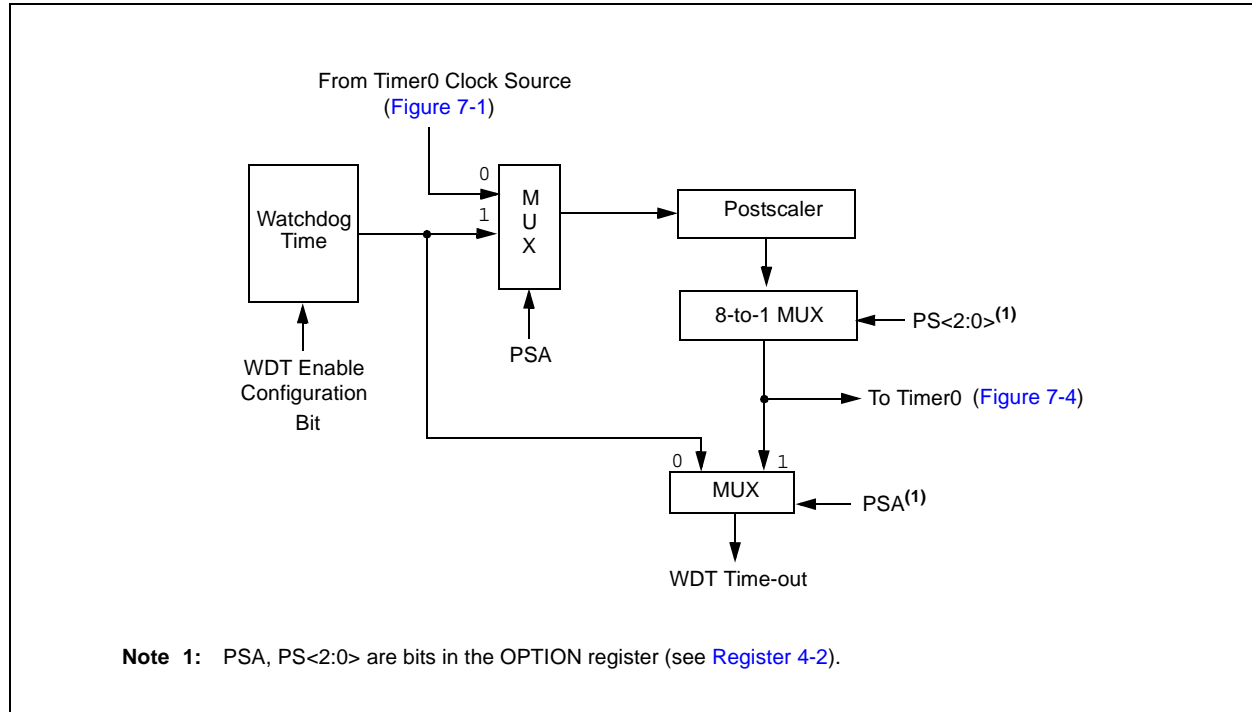 From Timer0 Clock Source
(Figure 7-1)
0
1
M
U
X
Watchdog
Time
Postscaler
8-to-1 MUX
PS<2:0>(1)
PSA
WDT Enable
Configuration
Bit
To Timer0 (Figure 7-4)
0
1
MUX
PSA(1)
WDT Time-out
Note 1: PSA, PS<2:0> are bits in the OPTION register (see Register 4-2).